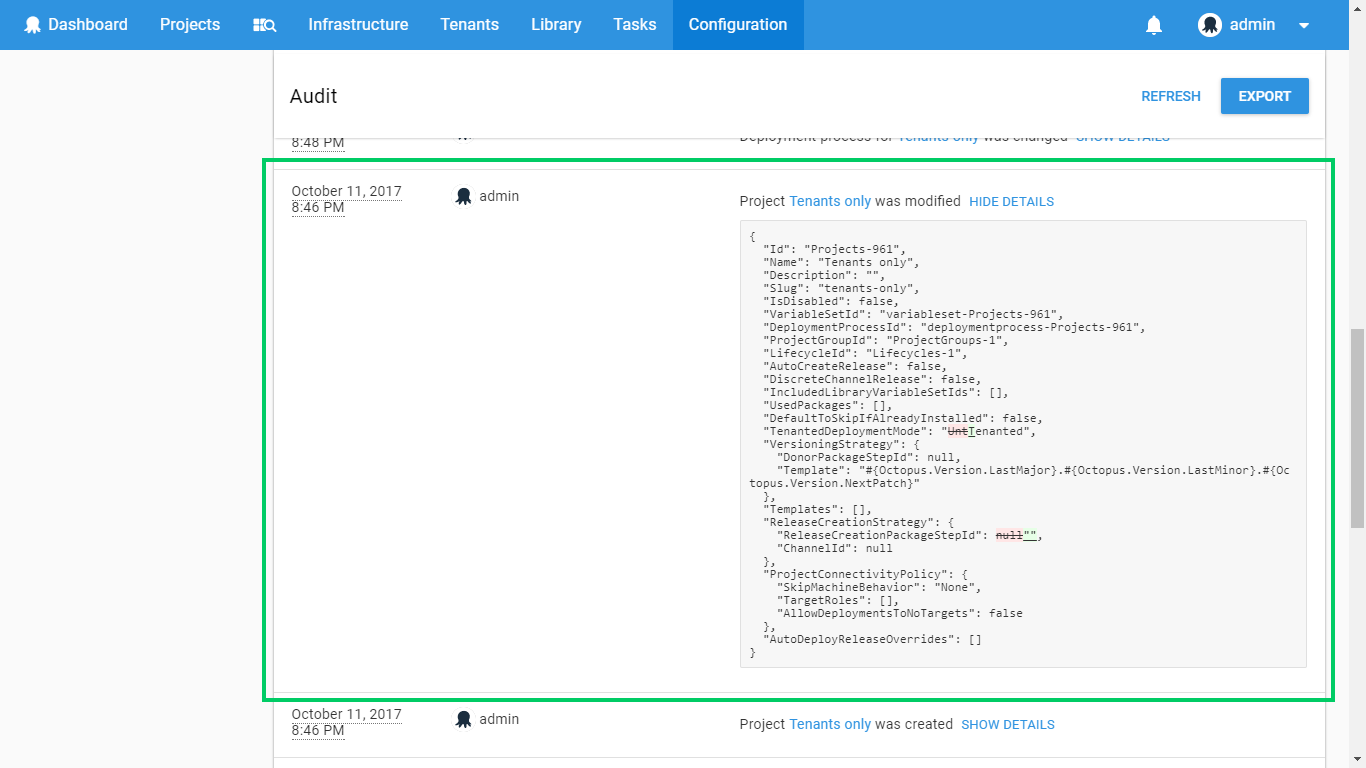 Dashboard Projects Infrastructure Tenants Library Tasks Configuration admin
Audit REFRESH EXPORT
8:48 PM Deployment process for Tenants only was changed SHOW DETAILS
October 11, 2017
8:46 PM
admin
Project Tenants only was modified HIDE DETAILS
{
"Id": "Projects-961",
"Name": "Tenants only",
"Description": "",
"Slug": "tenants-only",
"IsDisabled": false,
"VariableSetId": "variableset-Projects-961",
"DeploymentProcessId": "deploymentprocess-Projects-961",
"ProjectGroupId": "ProjectGroups-1",
"LifecycleId": "Lifecycles-1",
"AutoCreateRelease": false,
"DiscreteChannelRelease": false,
"IncludedLibraryVariableSetIds": [],
"UsedPackages": [],
"DefaultToSkipIfAlreadyInstalled": false,
"TenantedDeploymentMode": "UntTenanted",
"VersioningStrategy": {
"DonorPackageStepId": null,
"Template": "#{Octopus.Version.LastMajor}.#{Octopus.Version.LastMinor}.#{Oc
topus.Version.NextPatch}"
},
"Templates": [],
"ReleaseCreationStrategy": {
"ReleaseCreationPackageStepId": null"",
"ChannelId": null
},
"ProjectConnectivityPolicy": {
"SkipMachineBehavior": "None",
"TargetRoles": [],
"AllowDeploymentsToNoTargets": false
},
"AutoDeployReleaseOverrides": []
}
October 11, 2017
8:46 PM
admin
Project Tenants only was created SHOW DETAILS